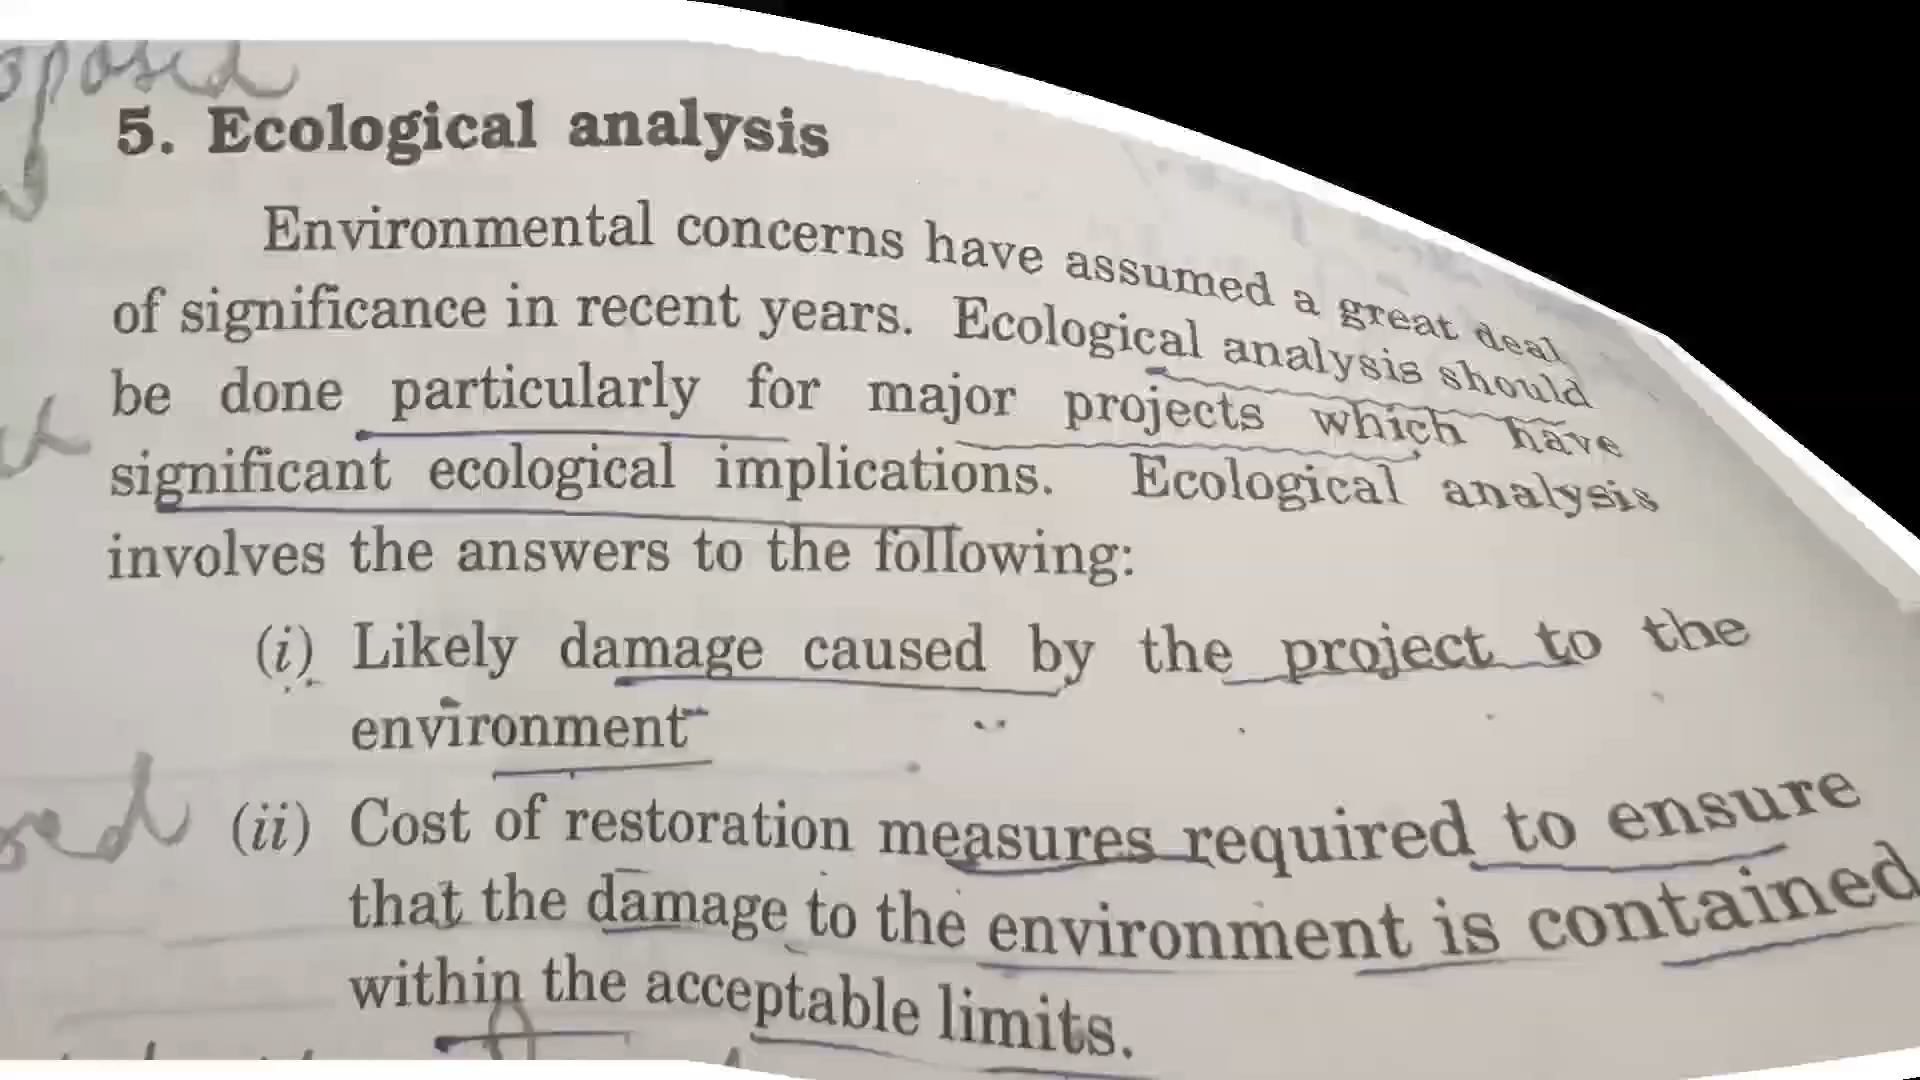 5. Ecological analysis
Environmental concerns have assumed a great deal
of significance in recent years. Ecological analysis should
be done particularly for major projects which have
significant ecological implications. Ecological analysis
involves the answers to the following:
(i) Likely damage caused by the project to the
environment
(ii) Cost of restoration measures required to ensure
that the damage to the environment is contained
within the acceptable limits.